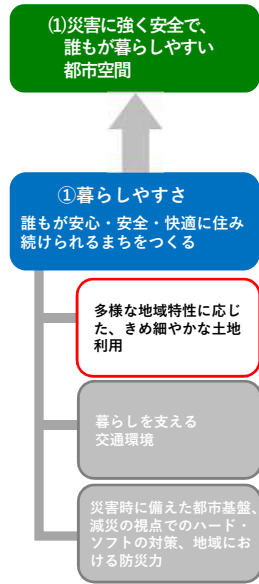 (1)災害に強く安全で、
誰もが暮らしやすい
都市空間
①暮らしやすさ
誰もが安心・安全・快適に住み
続けられるまちをつくる
多様な地域特性に応じ
た、きめ細やかな土地
利用
暮らしを支える
交通環境
災害時に備えた都市基盤、
減災の視点でのハード・
ソフトの対策、地域にお
ける防災力